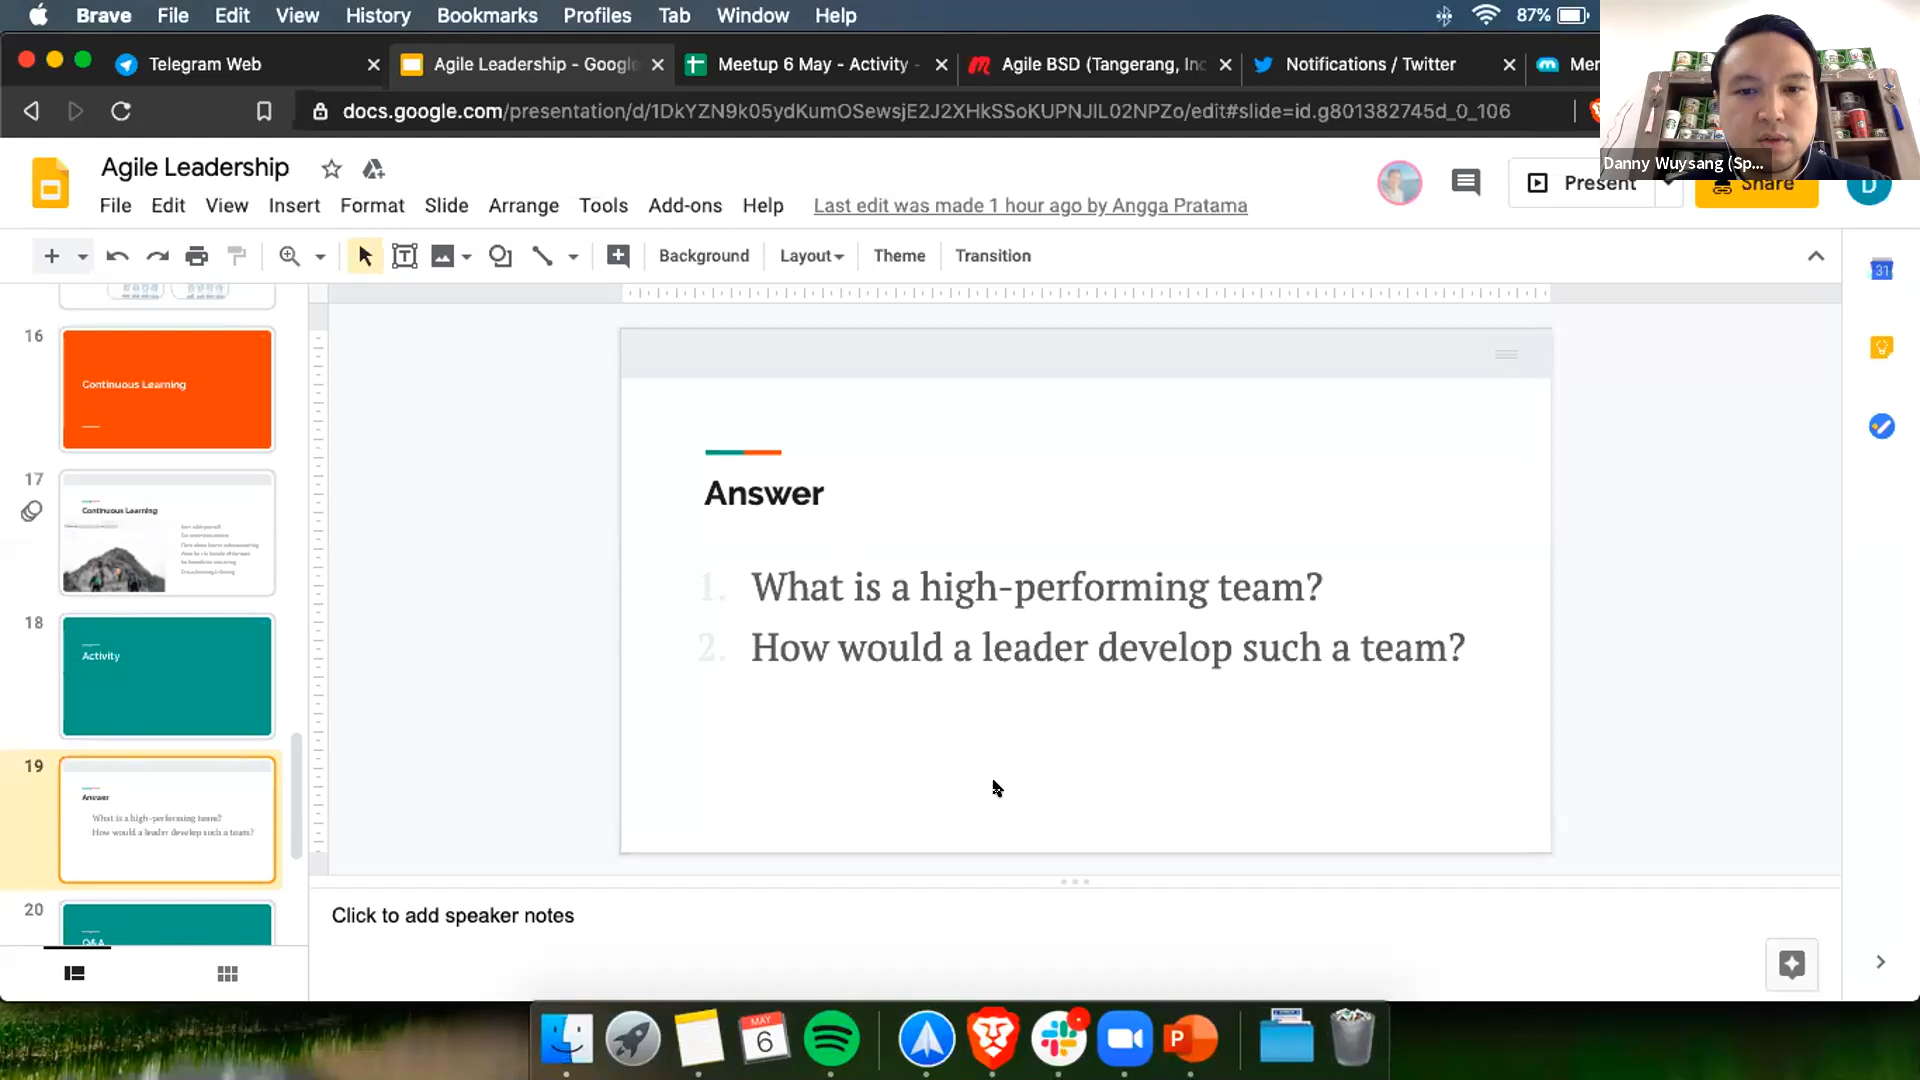 Brave File Edit View History Bookmarks Profiles Tab Window Help 87%
Telegram Web
Agile Leadership - Google
Meetup 6 May - Activity -
Agile BSD (Tangerang, Inc
Notifications / Twitter
docs.google.com/presentation/d/1DkYZN9k05ydKumOSewsjE2J2XHkSSoKUPNJlL02NPZo/edit#slide=id.g801382745d_0_106
Danny Wuysang (Sp...
Agile Leadership
Present
Share
D
File Edit View Insert Format Slide Arrange Tools Add-ons Help
Last edit was made 1 hour ago by Angga Pratama
Background Layout Theme Transition
31
16
Continuous Learning
17
Continuous Learning
18
Activity
19
Answer
What is a high-performing team?
How would a leader develop such a team?
20
Q&A
Answer
1. What is a high-performing team?
2. How would a leader develop such a team?
Click to add speaker notes
MAY
6
P